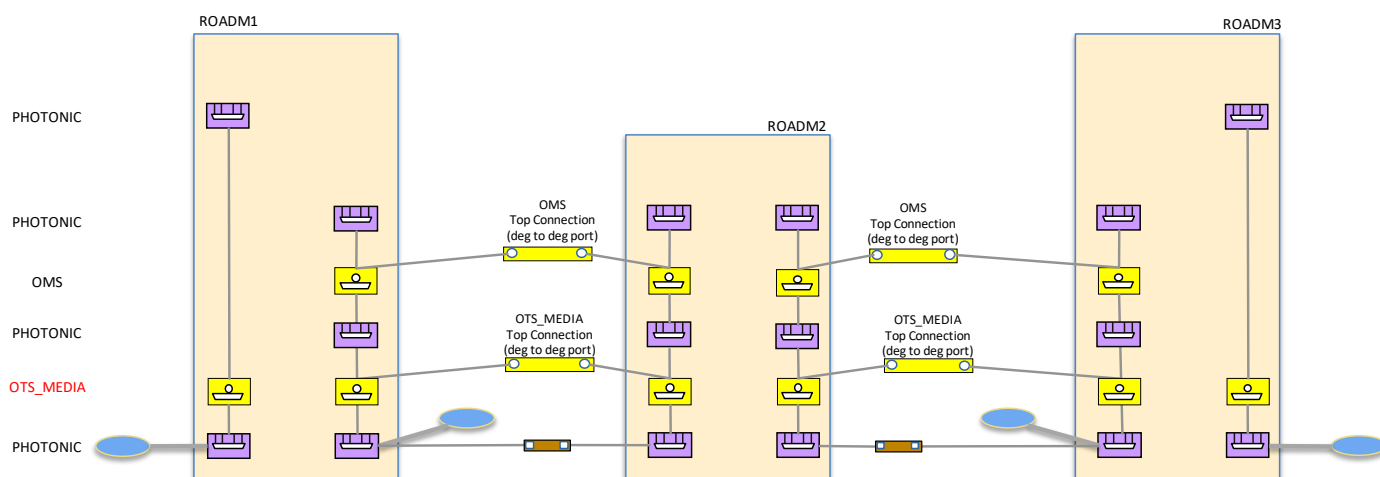 ROADM1
ROADM3
PHOTONIC
ROADM2
OMS
Top Connection
(deg to deg port)
OMS
Top Connection
(deg to deg port)
PHOTONIC
OMS
OTS_MEDIA
Top Connection
(deg to deg port)
OTS_MEDIA
Top Connection
(deg to deg port)
PHOTONIC
OTS_MEDIA
PHOTONIC